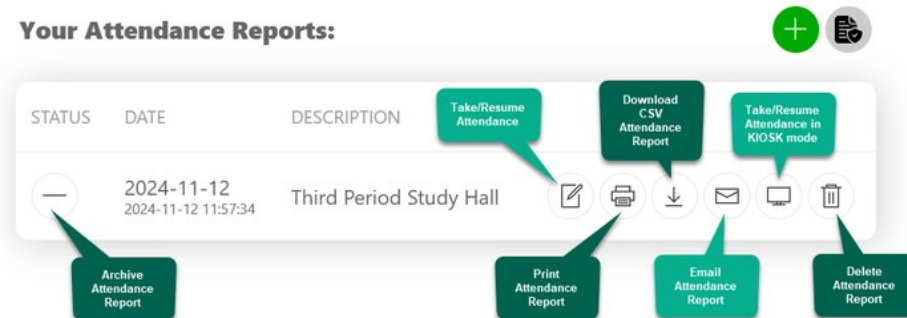 Your Attendance Reports:
STATUS DATE DESCRIPTION
Take/Resume
Attendance
Download
CSV
Attendance
Report
Take/Resume
Attendance in
KIOSK mode
2024-11-12
2024-11-12 11:57:34
Third Period Study Hall
Archive
Attendance
Report
Print
Attendance
Report
Email
Attendance
Report
Delete
Attendance
Report